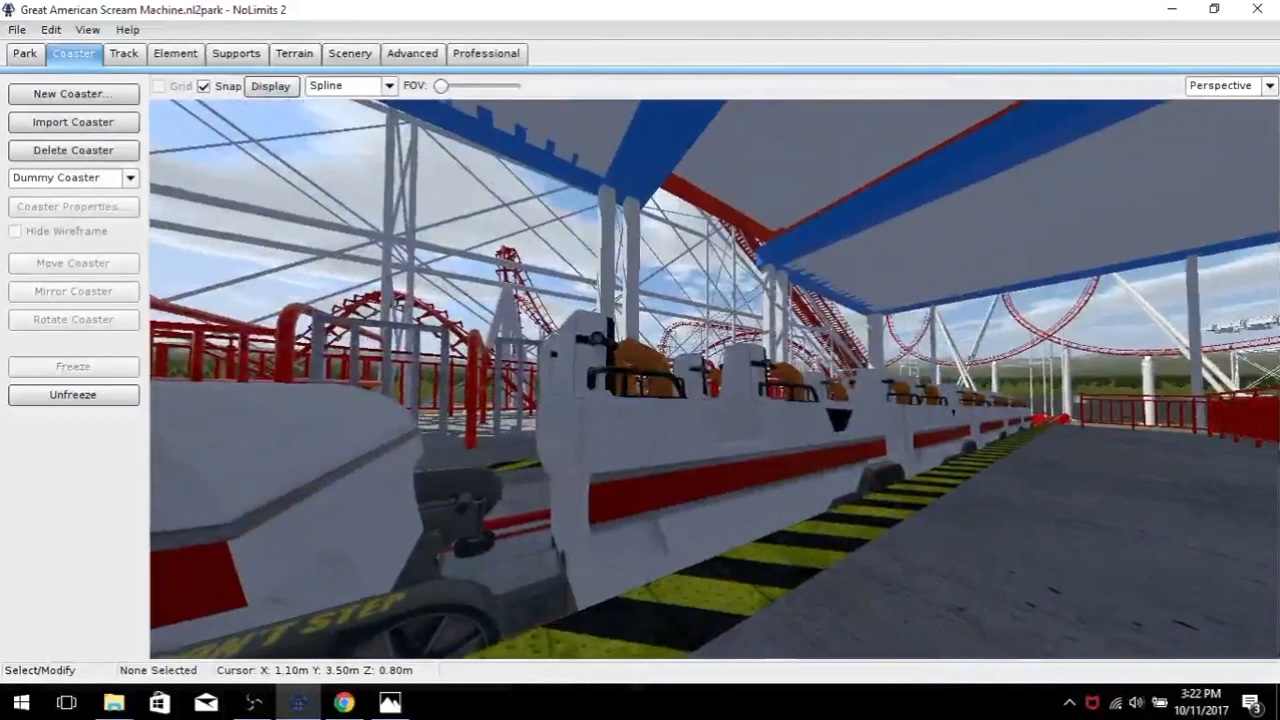 Great American Scream Machine.nl2park - NoLimits 2
File Edit View Help
Park Coaster Track Element Supports Terrain Scenery Advanced Professional
New Coaster... Grid Snap Display Spline FOV: Perspective
Import Coaster
Delete Coaster
Dummy Coaster
Coaster Properties...
Hide Wireframe
Move Coaster
Mirror Coaster
Rotate Coaster
Freeze
Unfreeze
N'T STEP
Select/Modify None Selected Cursor: X: 1.10m Y: 3.50m Z: 0.80m
3:22 PM
10/11/2017
3